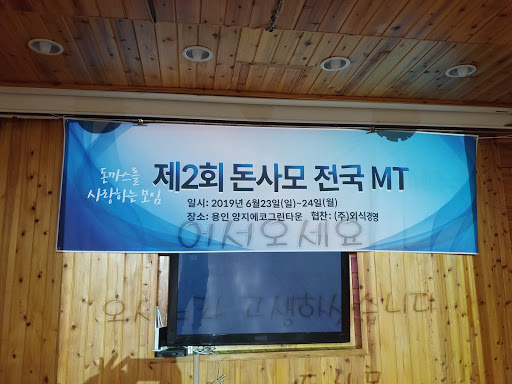 돈까스를
사랑하는 모임
제2회 돈사모 전국 MT
일시: 2019년 6월23일(일)~24일(월)
장소: 용인 양지에코그린타운 협찬: (주)외식경영
어서오세요